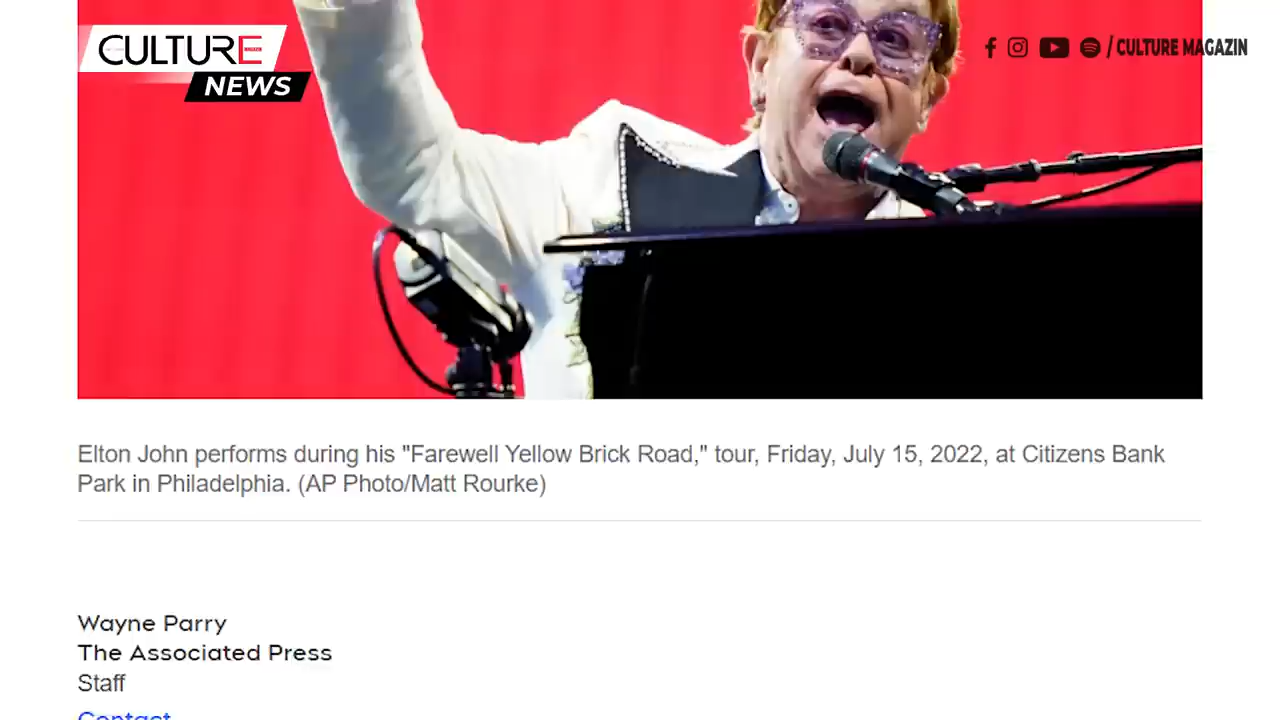 CULTURE
NEWS
/ CULTURE MAGAZIN
Elton John performs during his "Farewell Yellow Brick Road," tour, Friday, July 15, 2022, at Citizens Bank
Park in Philadelphia. (AP Photo/Matt Rourke)
Wayne Parry
The Associated Press
Staff
Contact